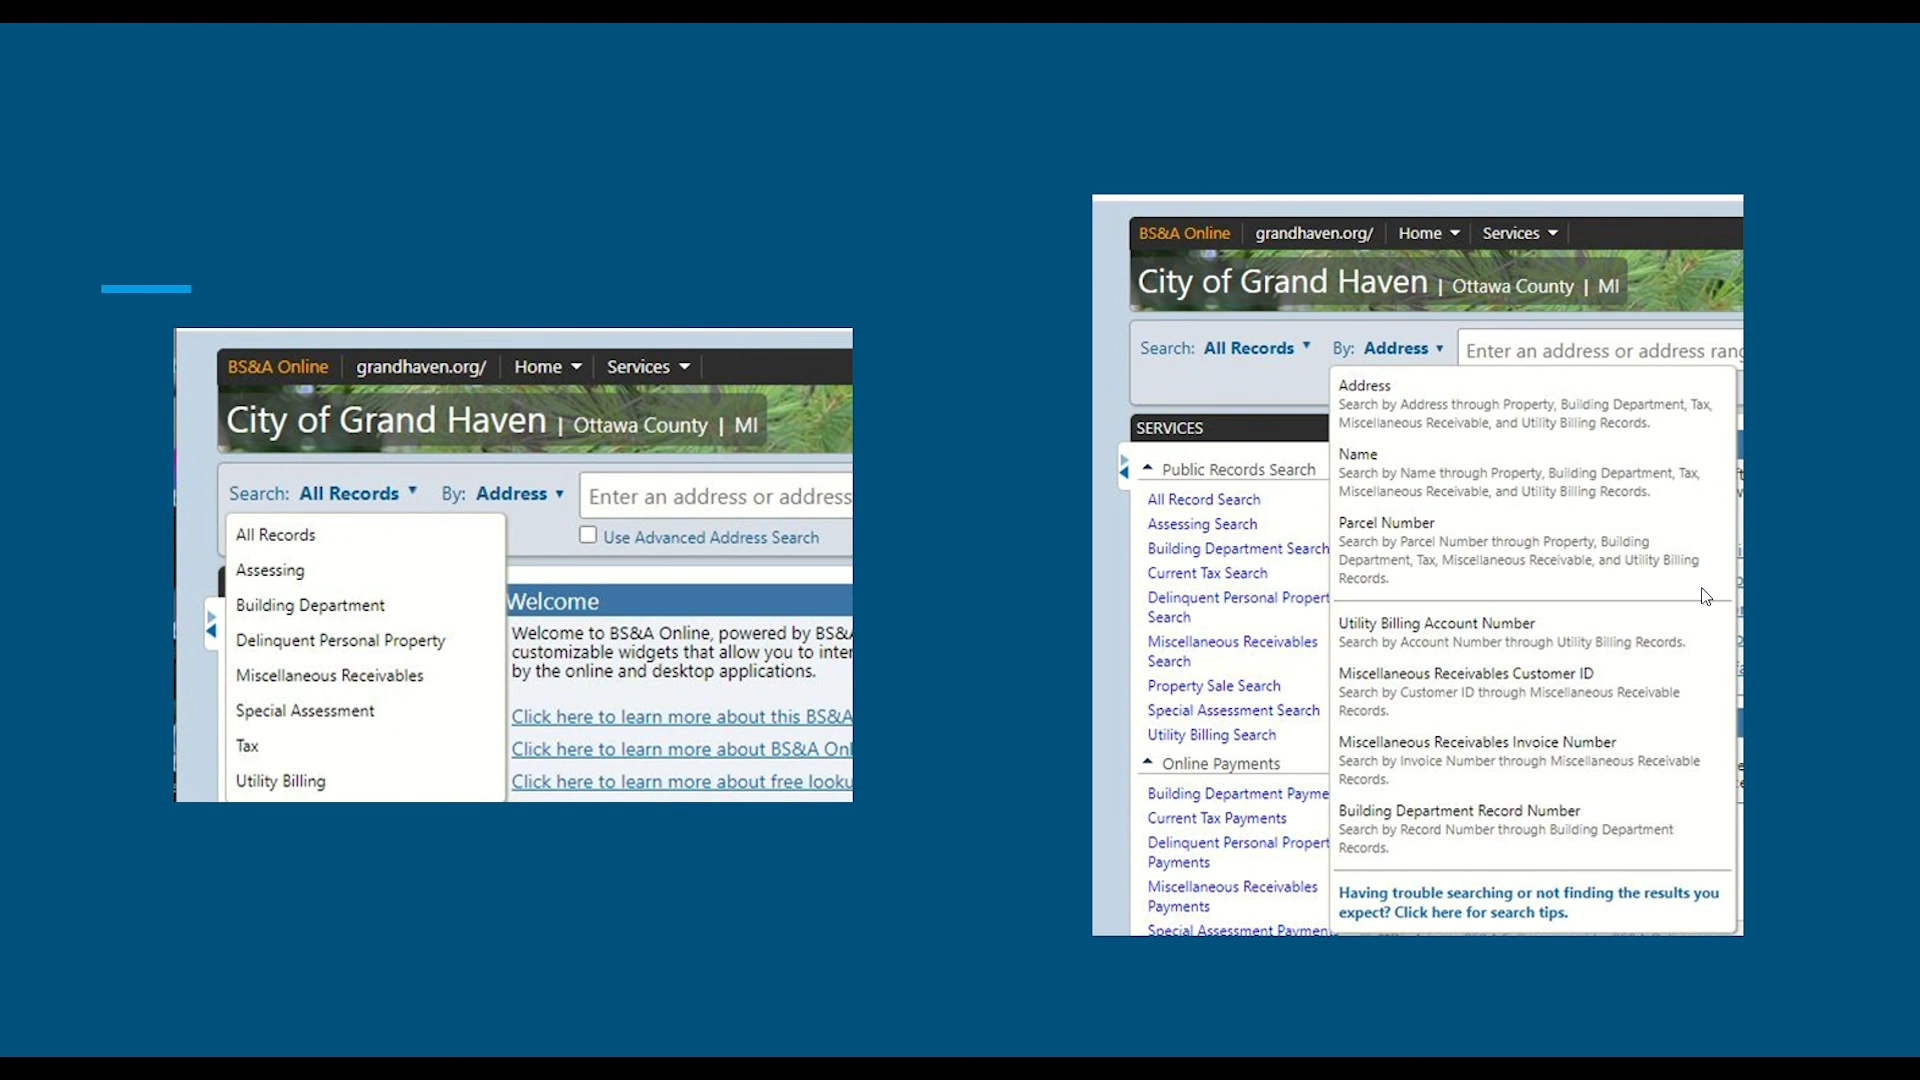 BS&A Online grandhaven.org/ Home Services
City of Grand Haven | Ottawa County | MI
Search: All Records By: Address Enter an address or address
Use Advanced Address Search
All Records
Assessing
Building Department
Delinquent Personal Property
Miscellaneous Receivables
Special Assessment
Tax
Utility Billing
Welcome
Welcome to BS&A Online, powered by BS&
customizable widgets that allow you to inter
by the online and desktop applications.
Click here to learn more about this BS&A
Click here to learn more about BS&A Onl
Click here to learn more about free looku
BS&A Online grandhaven.org/ Home Services
City of Grand Haven | Ottawa County | MI
Search: All Records By: Address Enter an address or address rang
SERVICES
Public Records Search
All Record Search
Assessing Search
Building Department Search
Current Tax Search
Delinquent Personal Propert
Search
Miscellaneous Receivables
Search
Property Sale Search
Special Assessment Search
Utility Billing Search
Online Payments
Building Department Payme
Current Tax Payments
Delinquent Personal Propert
Payments
Miscellaneous Receivables
Payments
Special Assessment Payment
Address
Search by Address through Property, Building Department, Tax,
Miscellaneous Receivable, and Utility Billing Records.
Name
Search by Name through Property, Building Department, Tax,
Miscellaneous Receivable, and Utility Billing Records.
Parcel Number
Search by Parcel Number through Property, Building
Department, Tax, Miscellaneous Receivable, and Utility Billing
Records.
Utility Billing Account Number
Search by Account Number through Utility Billing Records.
Miscellaneous Receivables Customer ID
Search by Customer ID through Miscellaneous Receivable
Records.
Miscellaneous Receivables Invoice Number
Search by Invoice Number through Miscellaneous Receivable
Records.
Building Department Record Number
Search by Record Number through Building Department
Records.
Having trouble searching or not finding the results you
expect? Click here for search tips.